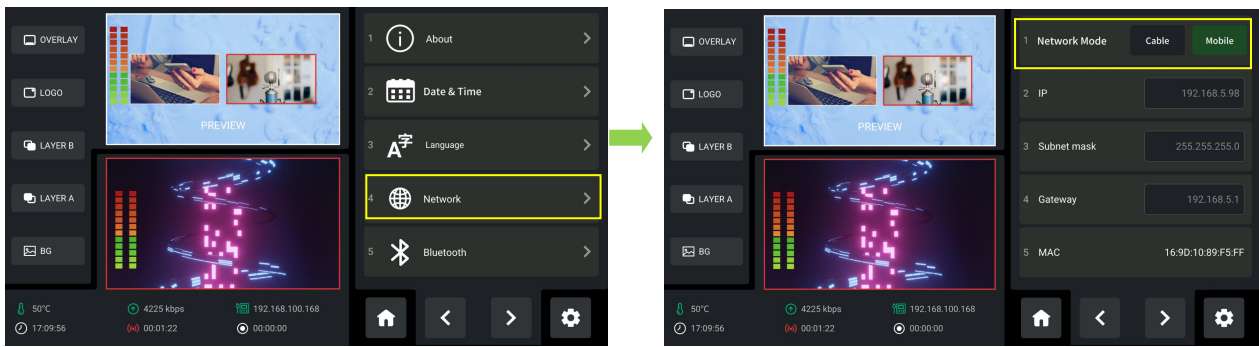 OVERLAY
LOGO
LAYER B
LAYER A
BG
PREVIEW
1 About
2 Date & Time
3 A字 Language
4 Network
5 Bluetooth
50°C
4225 kbps
192.168.100.168
17:09:56
00:01:22
00:00:00
OVERLAY
LOGO
LAYER B
LAYER A
BG
PREVIEW
1 Network Mode Cable Mobile
2 IP 192.168.5.98
3 Subnet mask 255.255.255.0
4 Gateway 192.168.5.1
5 MAC 16:9D:10:89:F5:FF
50°C
4225 kbps
192.168.100.168
17:09:56
00:01:22
00:00:00